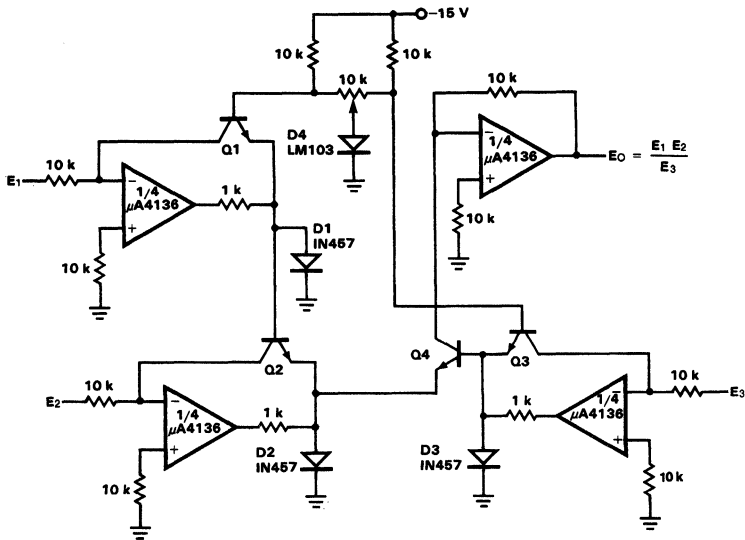 −15 V
10 k
10 k
10 k
10 k
Q1
D4
LM103
E1
10 k
−
1/4
μA4136
+
1 k
10 k
D1
IN457
−
1/4
μA4136
+
EO = E1 E2
E3
10 k
Q2
E2
10 k
−
1/4
μA4136
+
1 k
10 k
D2
IN457
Q4
Q3
10 k
E3
−
1/4
μA4136
+
1 k
D3
IN457
10 k